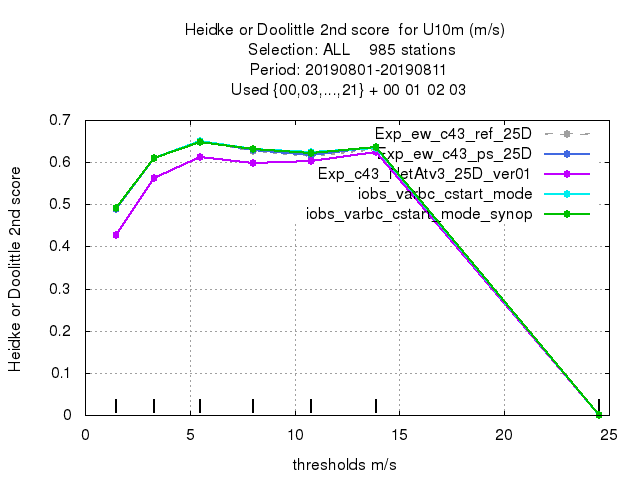 Heidke or Doolittle 2nd score  for U10m (m/s)
Selection: ALL    985 stations
Period: 20190801-20190811
Used {00,03,...,21} + 00 01 02 03
Heidke or Doolittle 2nd score
0.7
0.6
0.5
0.4
0.3
0.2
0.1
0
Exp_ew_c43_ref_25D
Exp_ew_c43_ps_25D
Exp_c43_NetAtv3_25D_ver01
iobs_varbc_cstart_mode
iobs_varbc_cstart_mode_synop
0 5 10 15 20 25
thresholds m/s